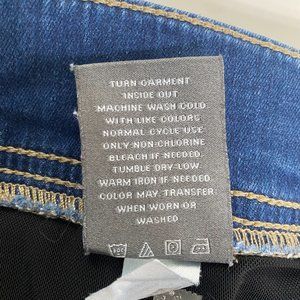 TURN GARMENT
INSIDE OUT
MACHINE WASH COLD
WITH LIKE COLORS
NORMAL CYCLE USE
ONLY NON-CHLORINE
BLEACH IF NEEDED.
TUMBLE DRY LOW
WARM IRON IF NEEDED.
COLOR MAY TRANSFER
WHEN WORN OR
WASHED